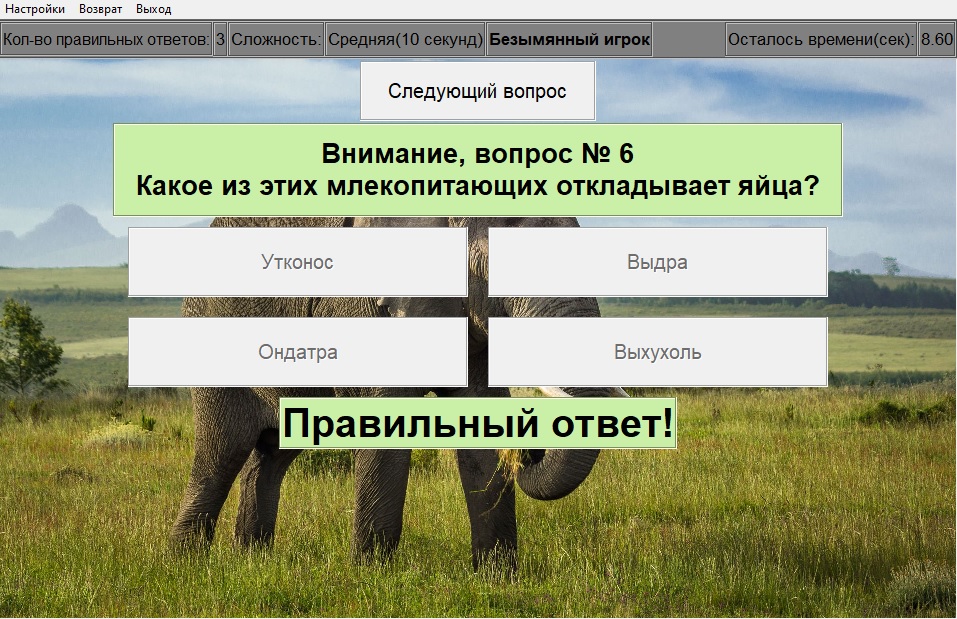 Настройки Возврат Выход
Кол-во правильных ответов: 3 Сложность: Средняя(10 секунд) Безымянный игрок Осталось времени(сек): 8.60
Следующий вопрос
Внимание, вопрос № 6
Какое из этих млекопитающих откладывает яйца?
Утконос Выдра
Ондатра Выхухоль
Правильный ответ!